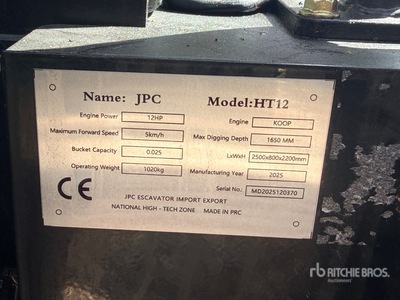 Name: JPC Model:HT12
Engine Power 12HP Engine KOOP
Maximum Forward Speed 5km/h Max Digging Depth 1650 MM
Bucket Capacity 0.025 LxWxH 2500x800x2200mm
Operating Weight 1020kg Manufacturing Year 2025
Serial No.: MD2025120370
CE
JPC ESCAVATOR IMPORT EXPORT
NATIONAL HIGH - TECH ZONE MADE IN PRC
rb RITCHIE BROS.
Auctioneers